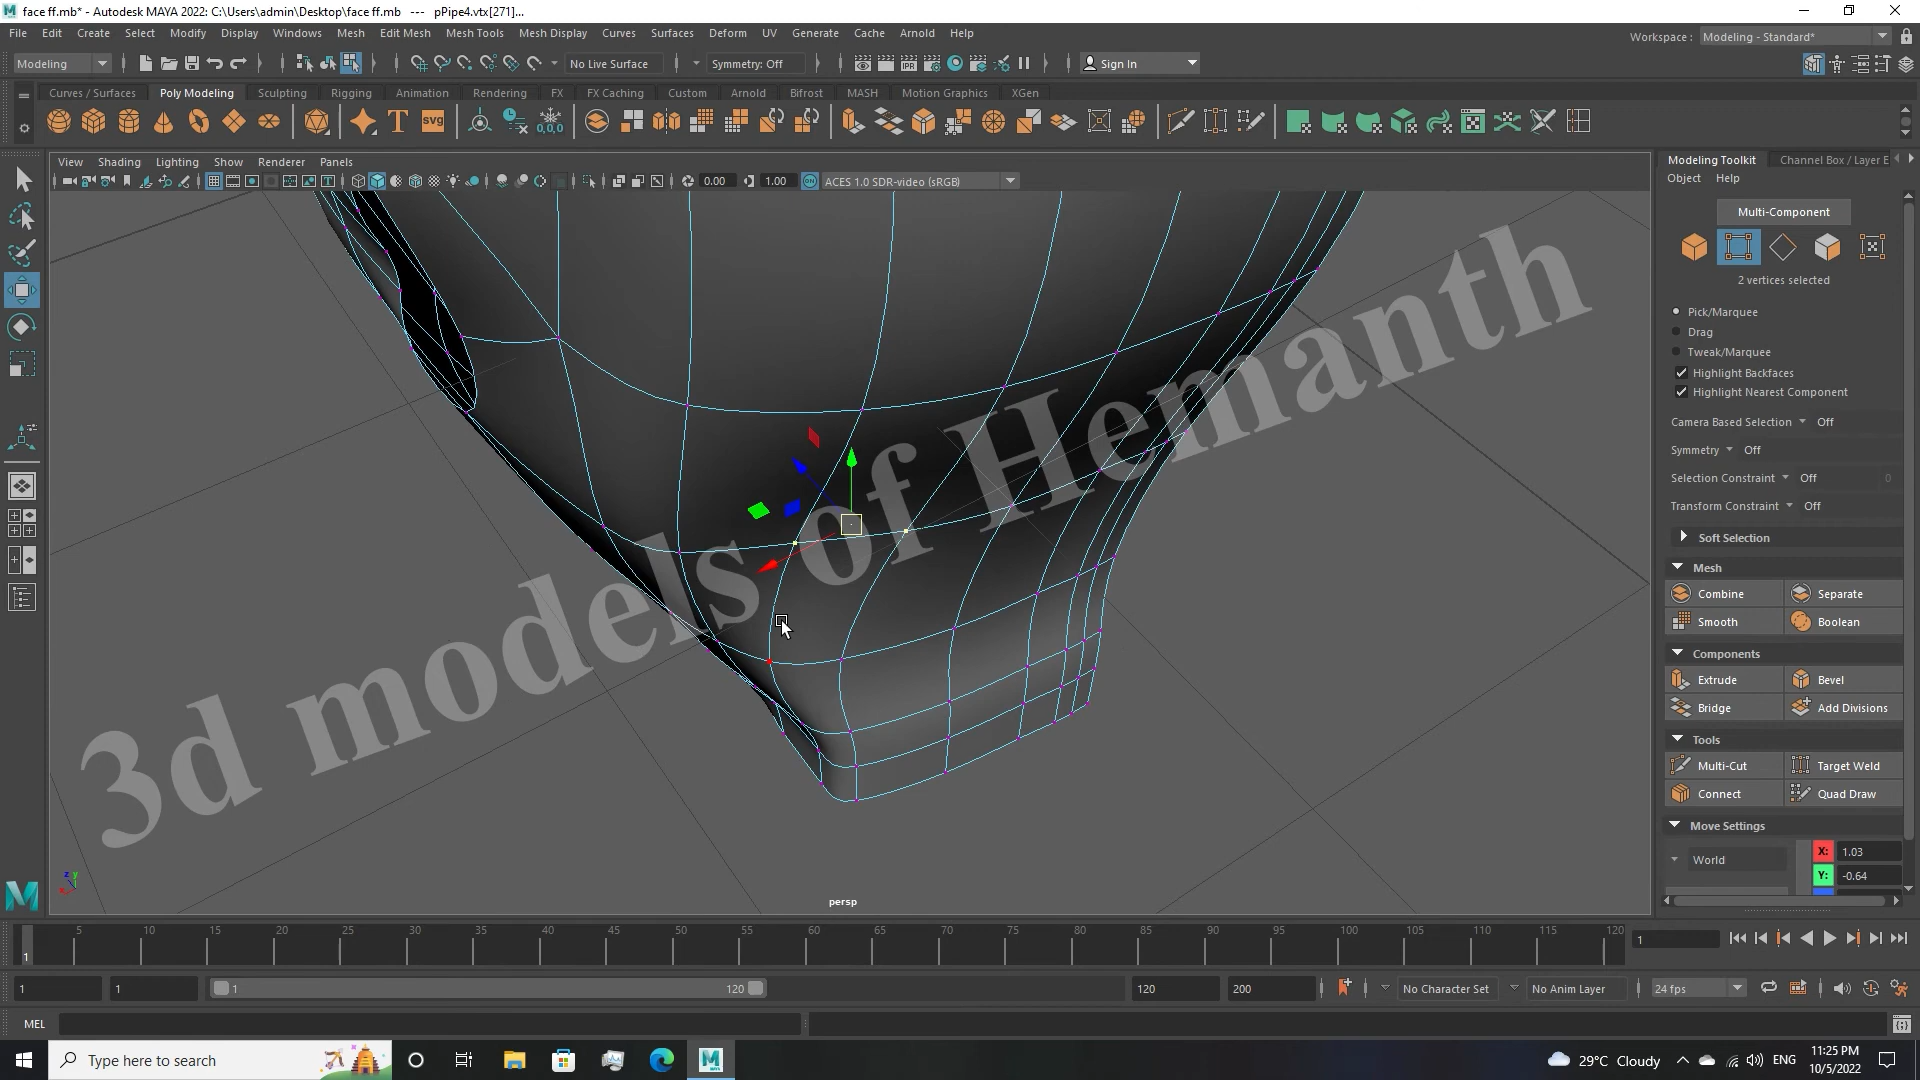 face ff.mb* - Autodesk MAYA 2022: C:\Users\admin\Desktop\face ff.mb   ---   pPipe4.vtx[271]...
File Edit Create Select Modify Display Windows Mesh Edit Mesh Mesh Tools Mesh Display Curves Surfaces Deform UV Generate Cache Arnold Help
Workspace : Modeling - Standard*
Modeling No Live Surface Symmetry: Off IPR Sign In
Curves / Surfaces Poly Modeling Sculpting Rigging Animation Rendering FX FX Caching Custom Arnold Bifrost MASH Motion Graphics XGen
T SVG 0,0,0
View Shading Lighting Show Renderer Panels
0.00 1.00 ON ACES 1.0 SDR-video (sRGB)
Modeling Toolkit Channel Box / Layer E
Object Help
Multi-Component
2 vertices selected
Pick/Marquee
Drag
Tweak/Marquee
Highlight Backfaces
Highlight Nearest Component
Camera Based Selection Off
Symmetry Off
Selection Constraint Off 0
Transform Constraint Off
Soft Selection
Mesh
Combine Separate
Smooth Boolean
Components
Extrude Bevel
Bridge Add Divisions
Tools
Multi-Cut Target Weld
Connect Quad Draw
Move Settings
World X: 1.03
Y: -0.64
3d models of Hemanth
z y
persp
5 10 15 20 25 30 35 40 45 50 55 60 65 70 75 80 85 90 95 100 105 110 115 120
1 1
1 1 1 120 120 200 No Character Set No Anim Layer 24 fps
MEL
Type here to search 29°C Cloudy ENG 11:25 PM
10/5/2022